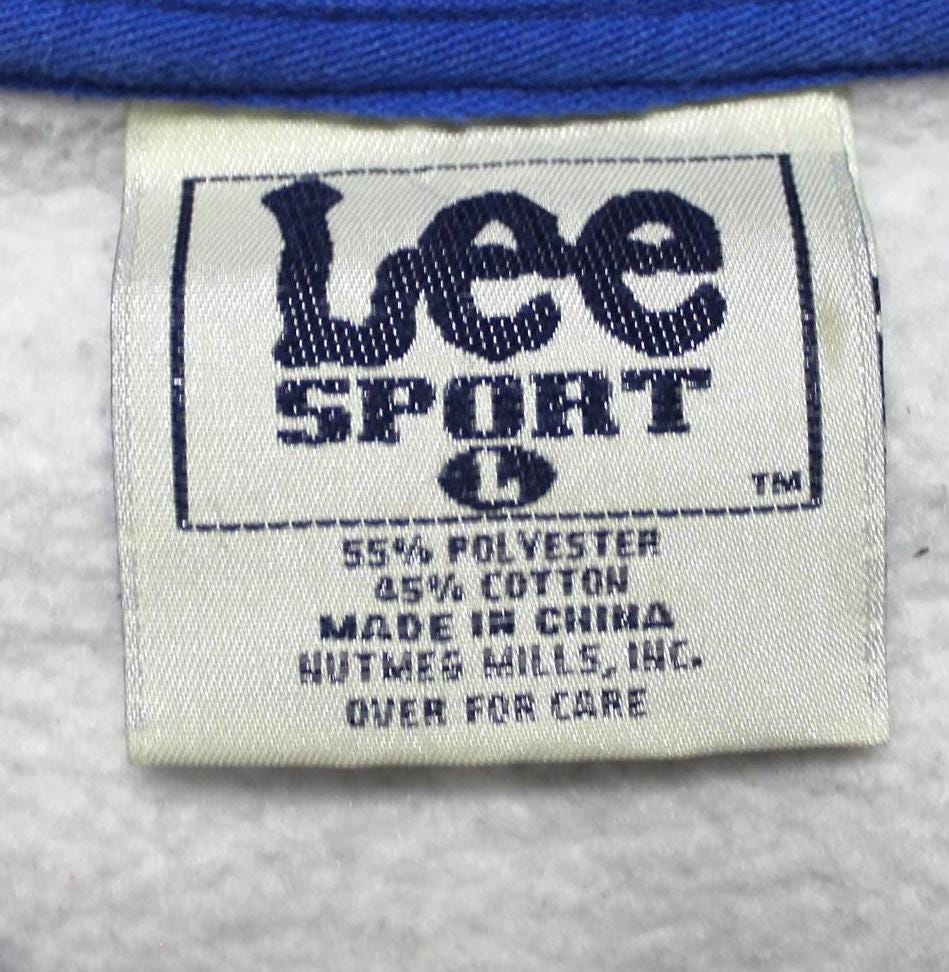 Lee
SPORT
L
TM
55% POLYESTER
45% COTTON
MADE IN CHINA
NUTMEG MILLS, INC.
OVER FOR CARE